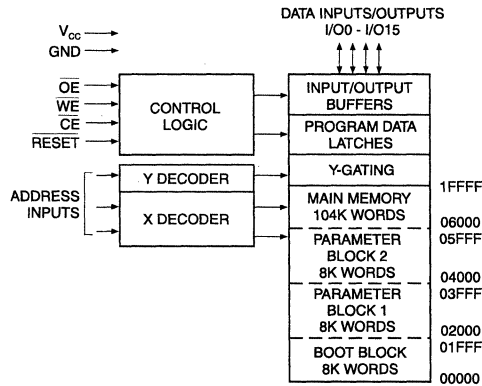 DATA INPUTS/OUTPUTS
I/O0 - I/O15
VCC
GND
OE
WE
CE
RESET
CONTROL
LOGIC
INPUT/OUTPUT
BUFFERS
PROGRAM DATA
LATCHES
Y-GATING
ADDRESS
INPUTS
Y DECODER
X DECODER
1FFFF
MAIN MEMORY
104K WORDS
06000
05FFF
PARAMETER
BLOCK 2
8K WORDS
04000
03FFF
PARAMETER
BLOCK 1
8K WORDS
02000
01FFF
BOOT BLOCK
8K WORDS
00000